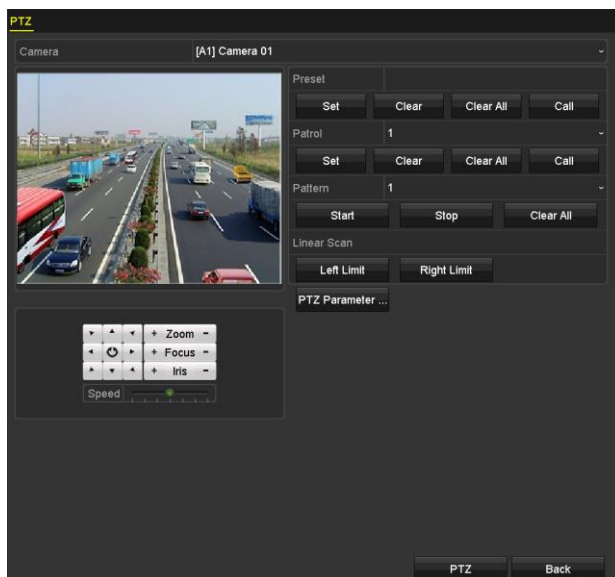 PTZ
Camera [A1] Camera 01
Preset
Set Clear Clear All Call
Patrol 1
Set Clear Clear All Call
Pattern 1
Start Stop Clear All
Linear Scan
Left Limit Right Limit
PTZ Parameter ...
+ Zoom -
+ Focus -
+ Iris -
Speed
PTZ Back